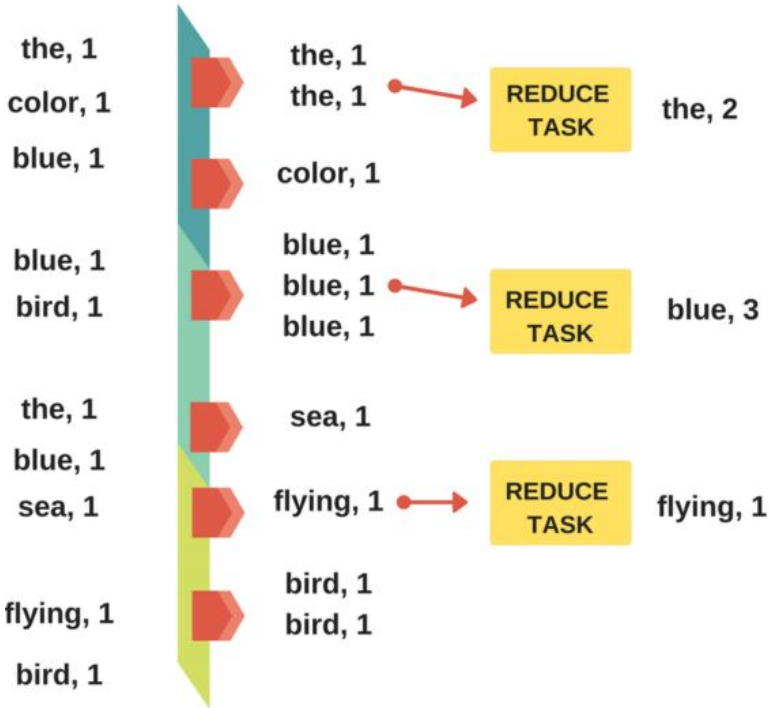 the, 1
color, 1
blue, 1
blue, 1
bird, 1
the, 1
blue, 1
sea, 1
flying, 1
bird, 1
the, 1
the, 1
color, 1
blue, 1
blue, 1
blue, 1
sea, 1
flying, 1
bird, 1
bird, 1
REDUCE
TASK
the, 2
REDUCE
TASK
blue, 3
REDUCE
TASK
flying, 1